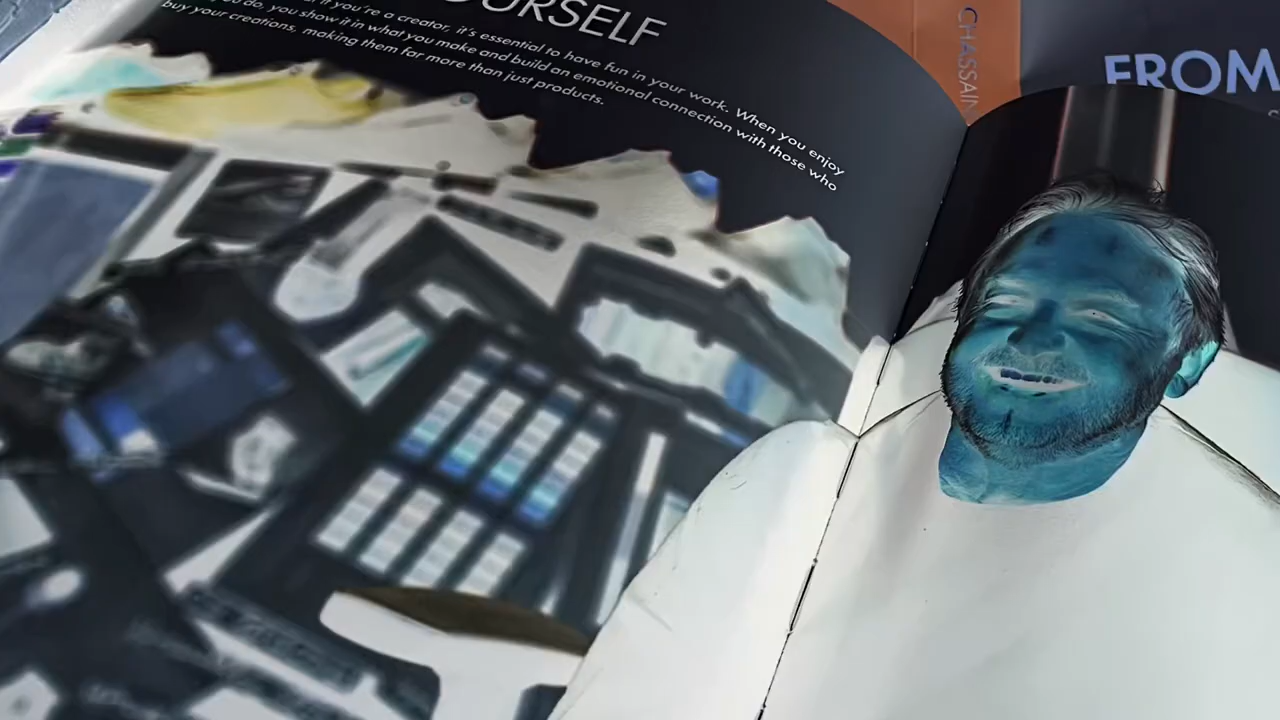 OURSELF
if you're a creator, it's essential to have fun in your work. When you enjoy
you do, you show it in what you make and build an emotional connection with those who
buy your creations, making them far more than just products.
CHASSAIN
FROM